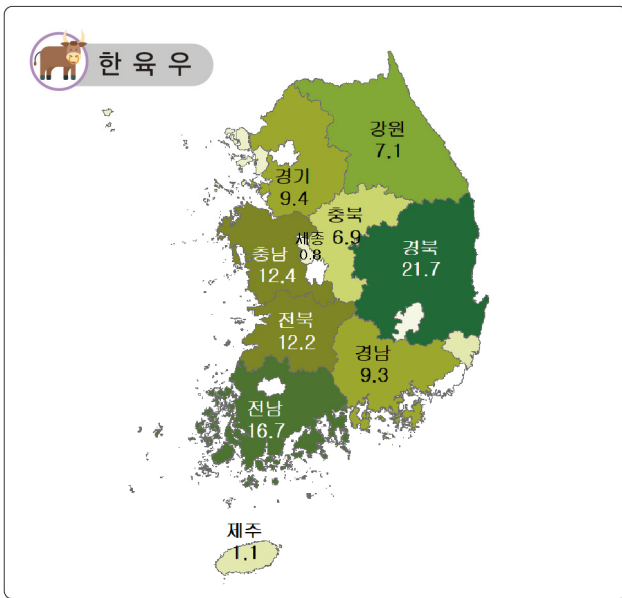 한 육 우
강원
7.1
경기
9.4
충북
6.9
세종
0.8
경북
21.7
충남
12.4
전북
12.2
경남
9.3
전남
16.7
제주
1.1